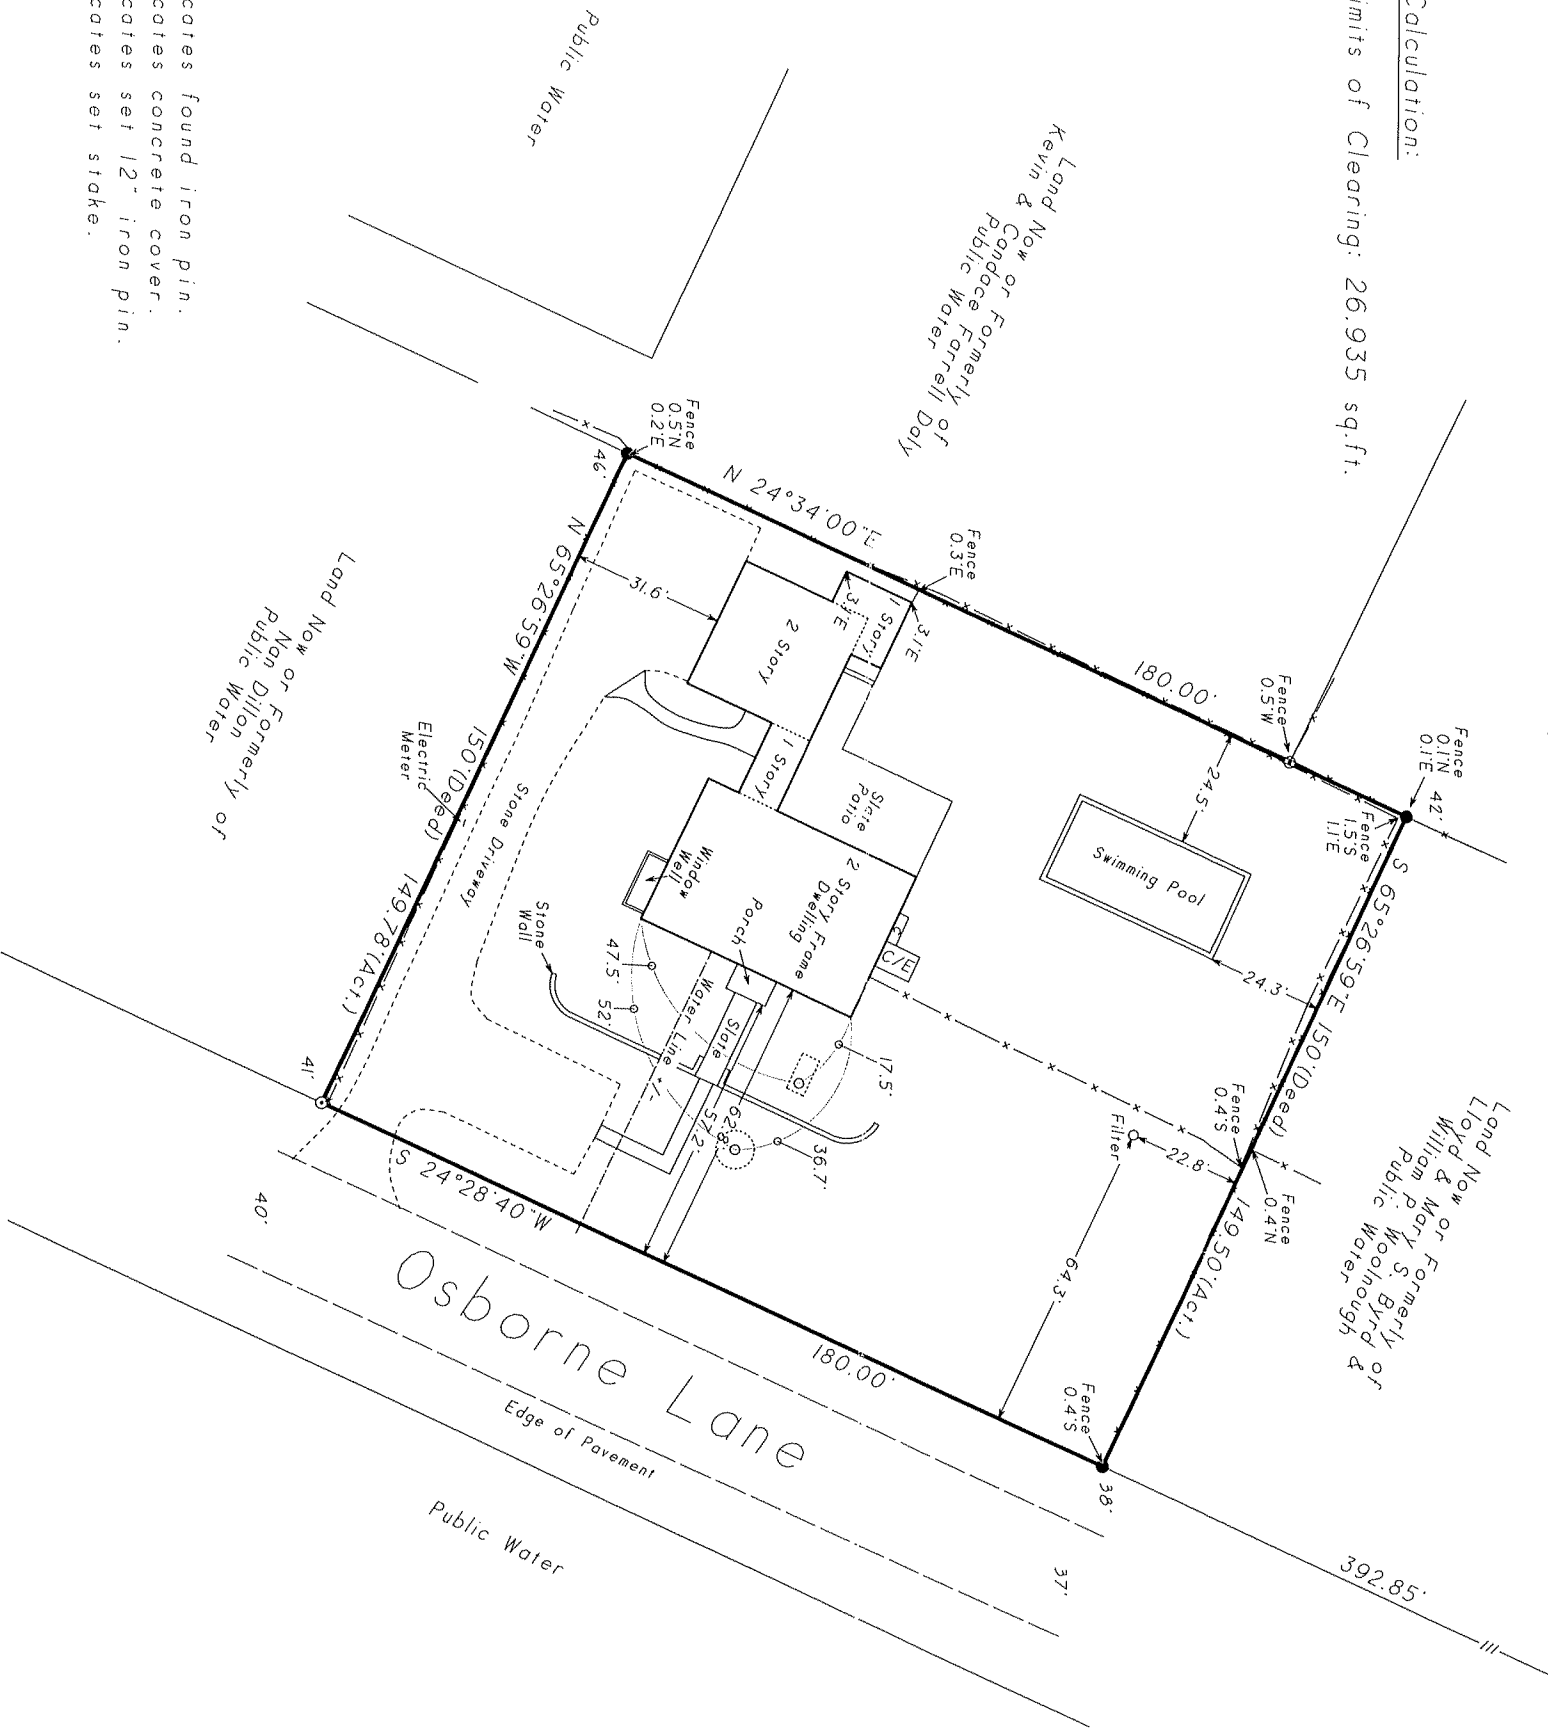 Calculation:
imits of Clearing: 26.935 sq.ft.
Public Water
cates found iron pin.
cates concrete cover.
cates set 12" iron pin.
cates set stake.
Land Now or Formerly of
Kevin & Candace Farrell Daly
Public Water
Fence
0.5'N
0.2'E
46'
N 24°34'00"E
Fence
0.3'E
180.00'
Fence
0.5'W
Fence
0.1'N
0.1'E
42'
Fence
1.5'S
1.1'E
S 65°26'59"E
150'(Deed)
149.50'(Act.)
Land Now or Formerly of
Lloyd & Mary S. Byrd &
William P. Woolnough
Public Water
N 65°26'59"W
150'(Deed)
149.78'(Act.)
Land Now or Formerly of
Nan Dillon
Public Water
Electric
Meter
31.6'
2 Story
1 Story
3.1'E
1 Story
Slate
Patio
24.5'
Swimming Pool
24.3'
Stone Driveway
Window
Well
2 Story Frame
Dwelling
Porch
C
C/E
Stone
Wall
47.5'
52'
Water Line
+/-
Slate
17.5'
36.7'
62.8'
57.2'
Filter
22.8'
Fence
0.4'S
Fence
0.4'N
64.3'
Fence
0.4'S
38'
41'
40'
S 24°28'40"W
180.00'
Osborne Lane
Edge of Pavement
Public Water
37'
392.85'